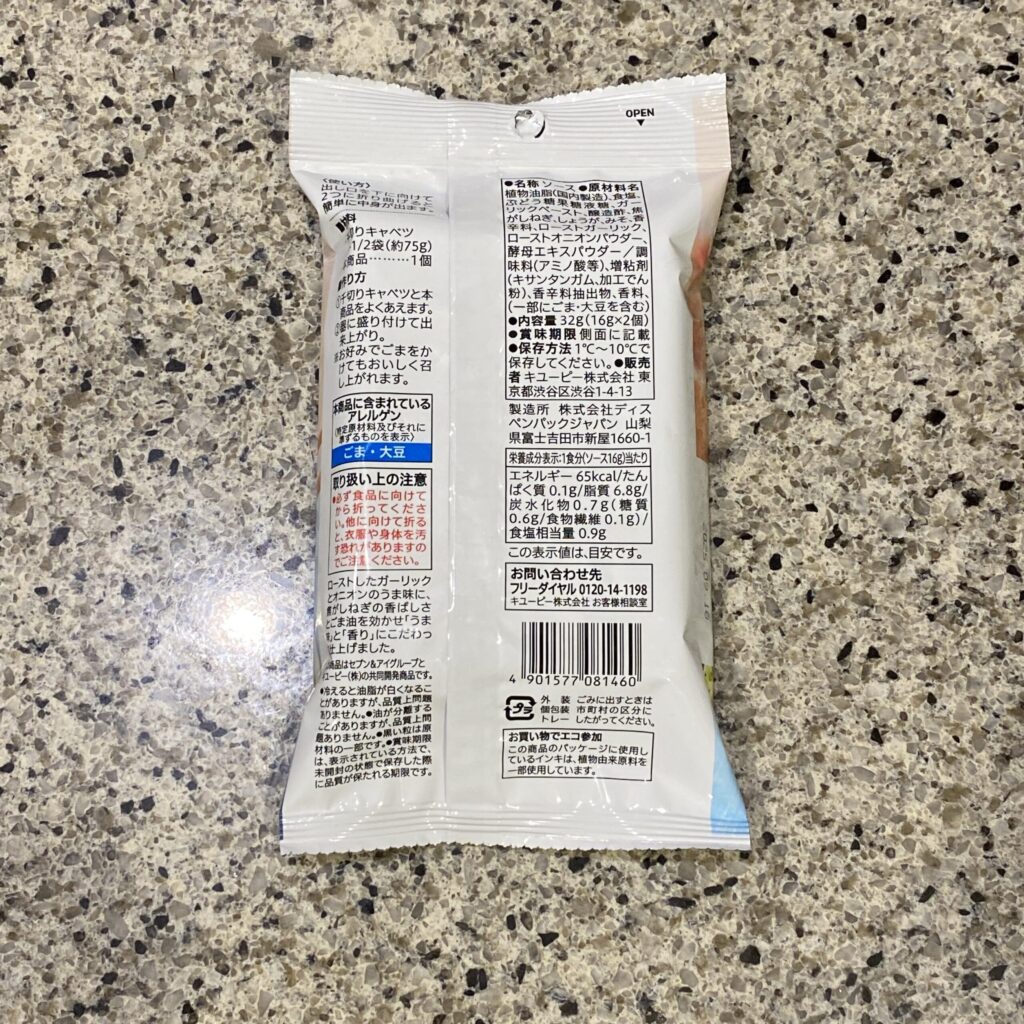 OPEN
〈使い方〉
出し口を下に向けて
2つに折り曲げると
簡単に中身が出ます。
料
切りキャベツ
1/2袋(約75g)
商品………1個
作り方
千切りキャベツと本
商品をよくあえます。
器に盛り付けて出
来上がり。
お好みでごまをか
けてもおいしく召
し上がれます。
本商品に含まれている
アレルゲン
(特定原材料及びそれに
準ずるものを表示)
ごま・大豆
取り扱い上の注意
●必ず食品に向けて
から折ってくださ
い。他に向けて折る
と、衣服や身体を汚
す恐れがありますの
でご注意ください。
ローストしたガーリック
とオニオンのうま味に、
焦がしねぎの香ばしさ
とごま油を効かせ「うま
味」と「香り」にこだわっ
仕上げました。
商品はセブン&アイグループと
キユーピー(株)の共同開発商品です。
●冷えると油脂が白くなるこ
とがありますが、品質上問題
ありません。●油が分離する
ことがありますが、品質上問
題ありません。●黒い粒は原
材料の一部です。●賞味期限
は、表示されている方法で、
未開封の状態で保存した際
に品質が保たれる期限です。
●名称 ソース ●原材料名
植物油脂(国内製造)、食塩、
ぶどう糖果糖液糖、ガー
リックペースト、醸造酢、焦
がしねぎ、しょうが、みそ、香
辛料、ローストガーリック、
ローストオニオンパウダー、
酵母エキスパウダー/調
味料(アミノ酸等)、増粘剤
(キサンタンガム、加工でん
粉)、香辛料抽出物、香料、
(一部にごま・大豆を含む)
●内容量 32g(16g×2個)
●賞味期限 側面に記載
●保存方法 1℃～10℃で
保存してください。●販売
者 キユーピー株式会社 東
京都渋谷区渋谷1-4-13
製造所 株式会社ディス
ペンパックジャパン 山梨
県富士吉田市新屋1660-1
栄養成分表示:1食分(ソース16g)当たり
エネルギー 65kcal/たん
ぱく質 0.1g/脂質 6.8g/
炭水化物 0.7g(糖質
0.6g/食物繊維 0.1g)/
食塩相当量 0.9g
この表示値は、目安です。
お問い合わせ先
フリーダイヤル 0120-14-1198
キユーピー株式会社 お客様相談室
4 901577 081460
プラ
外装 ごみに出すときは
個包装 市町村の区分に
トレー したがってください。
お買い物でエコ参加
この商品のパッケージに使用し
ているインキは、植物由来原料を
一部使用しています。